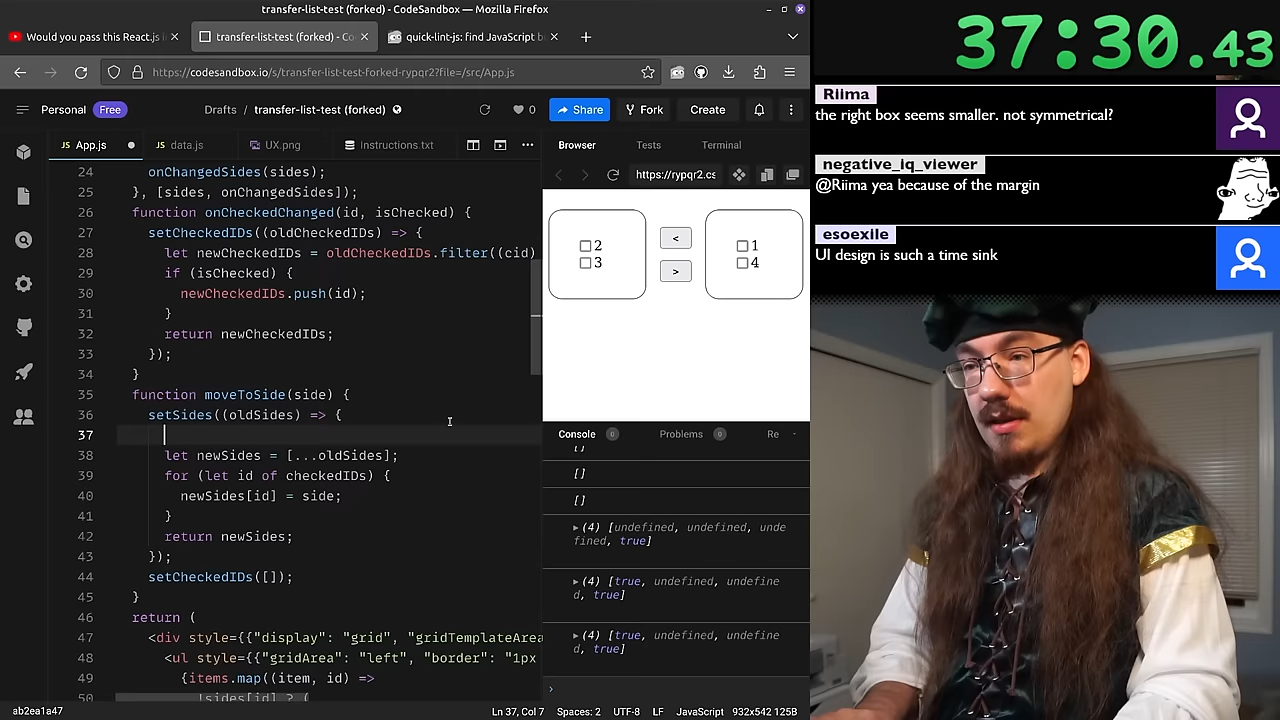 transfer-list-test (forked) - CodeSandbox — Mozilla Firefox
Would you pass this React.js i
transfer-list-test (forked) - Co
quick-lint-js: find JavaScript b
https://codesandbox.io/s/transfer-list-test-forked-rypqr2?file=/src/App.js
Personal Free
Drafts / transfer-list-test (forked)
0
Share
Fork
Create
App.js
data.js
UX.png
Instructions.txt
24 onChangedSides(sides);
25 }, [sides, onChangedSides]);
26 function onCheckedChanged(id, isChecked) {
27 setCheckedIDs((oldCheckedIDs) => {
28 let newCheckedIDs = oldCheckedIDs.filter((cid)
29 if (isChecked) {
30 newCheckedIDs.push(id);
31 }
32 return newCheckedIDs;
33 });
34 }
35 function moveToSide(side) {
36 setSides((oldSides) => {
37
38 let newSides = [...oldSides];
39 for (let id of checkedIDs) {
40 newSides[id] = side;
41 }
42 return newSides;
43 });
44 setCheckedIDs([]);
45 }
46 return (
47 <div style={{"display": "grid", "gridTemplateArea
48 <ul style={{"gridArea": "left", "border": "1px
49 {items.map((item, id) =>
50 !sides[id] ? (
ab2ea1a47
Ln 37, Col 7 Spaces: 2 UTF-8 LF JavaScript 932x542 125B
Browser
Tests
Terminal
https://rypqr2.cs
2
3
<
>
1
4
Console 0
Problems 0
Re
[]
[]
[]
▸(4) [undefined, undefined, unde
fined, true]
▸(4) [true, undefined, undefine
d, true]
▸(4) [true, undefined, undefine
d, true]
›
37:30.43
Riima
the right box seems smaller. not symmetrical?
negative_iq_viewer
@Riima yea because of the margin
esoexile
UI design is such a time sink